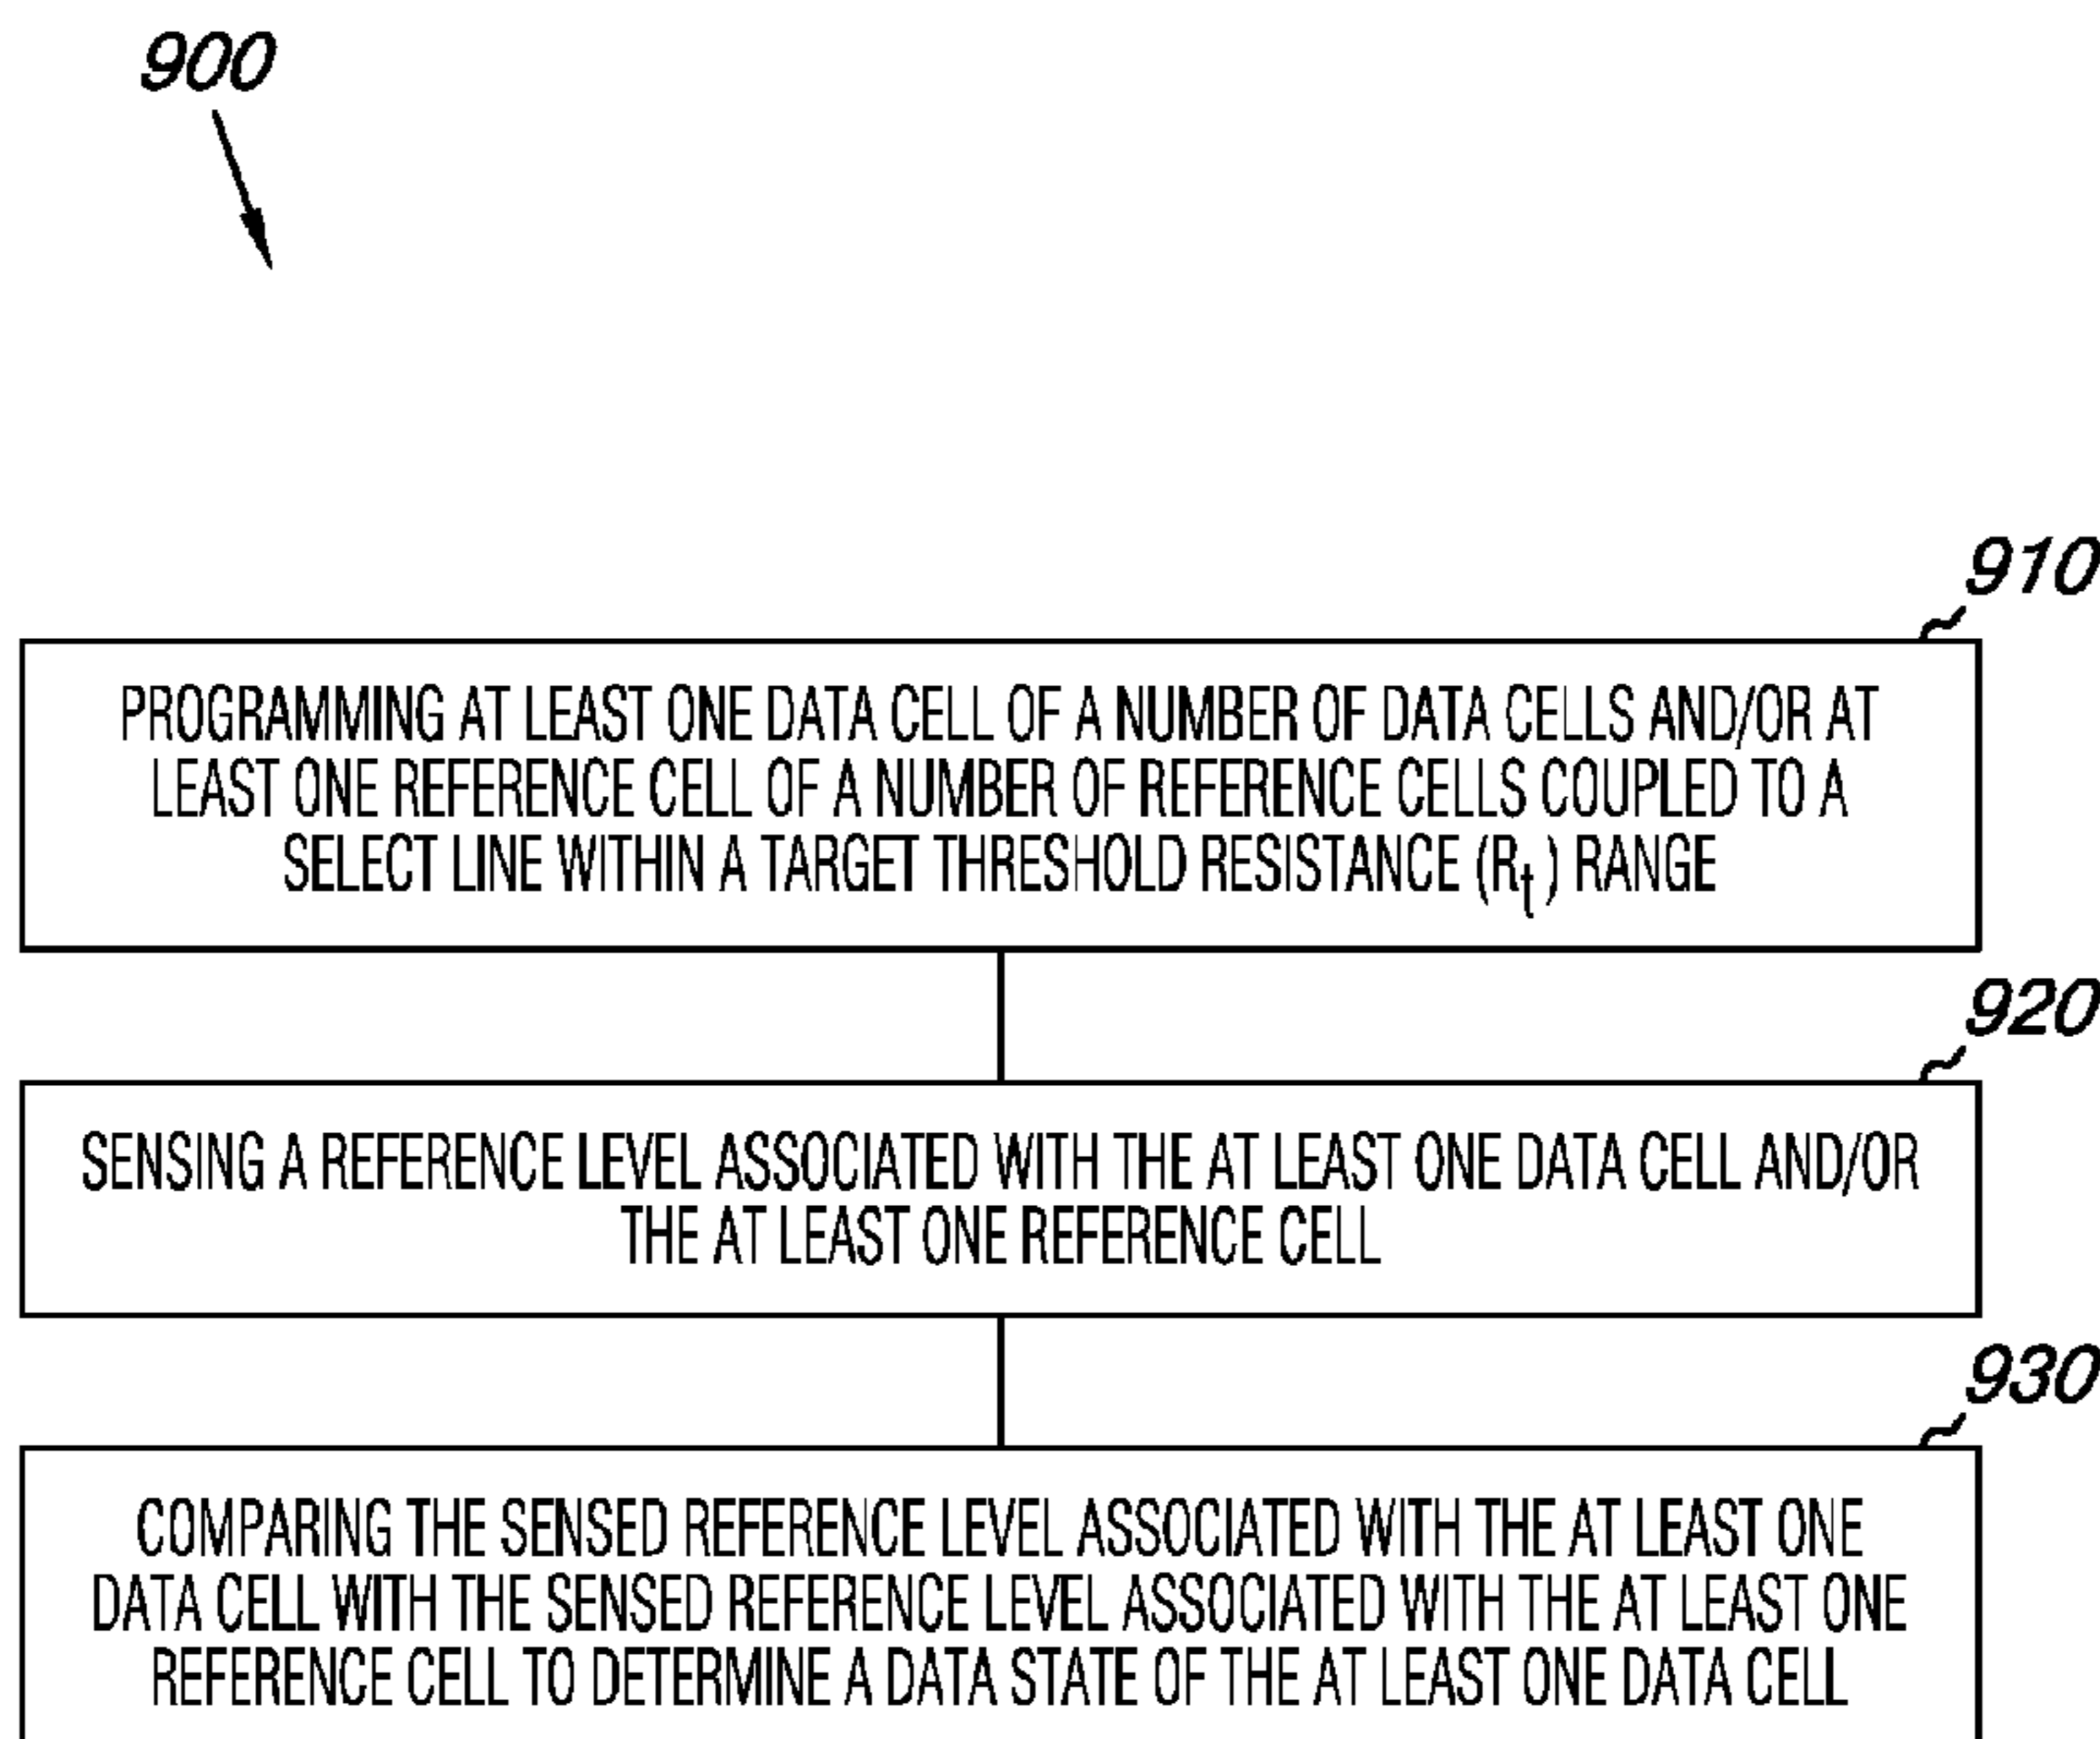 900
910
PROGRAMMING AT LEAST ONE DATA CELL OF A NUMBER OF DATA CELLS AND/OR AT
LEAST ONE REFERENCE CELL OF A NUMBER OF REFERENCE CELLS COUPLED TO A
SELECT LINE WITHIN A TARGET THRESHOLD RESISTANCE (Rt) RANGE
920
SENSING A REFERENCE LEVEL ASSOCIATED WITH THE AT LEAST ONE DATA CELL AND/OR
THE AT LEAST ONE REFERENCE CELL
930
COMPARING THE SENSED REFERENCE LEVEL ASSOCIATED WITH THE AT LEAST ONE
DATA CELL WITH THE SENSED REFERENCE LEVEL ASSOCIATED WITH THE AT LEAST ONE
REFERENCE CELL TO DETERMINE A DATA STATE OF THE AT LEAST ONE DATA CELL